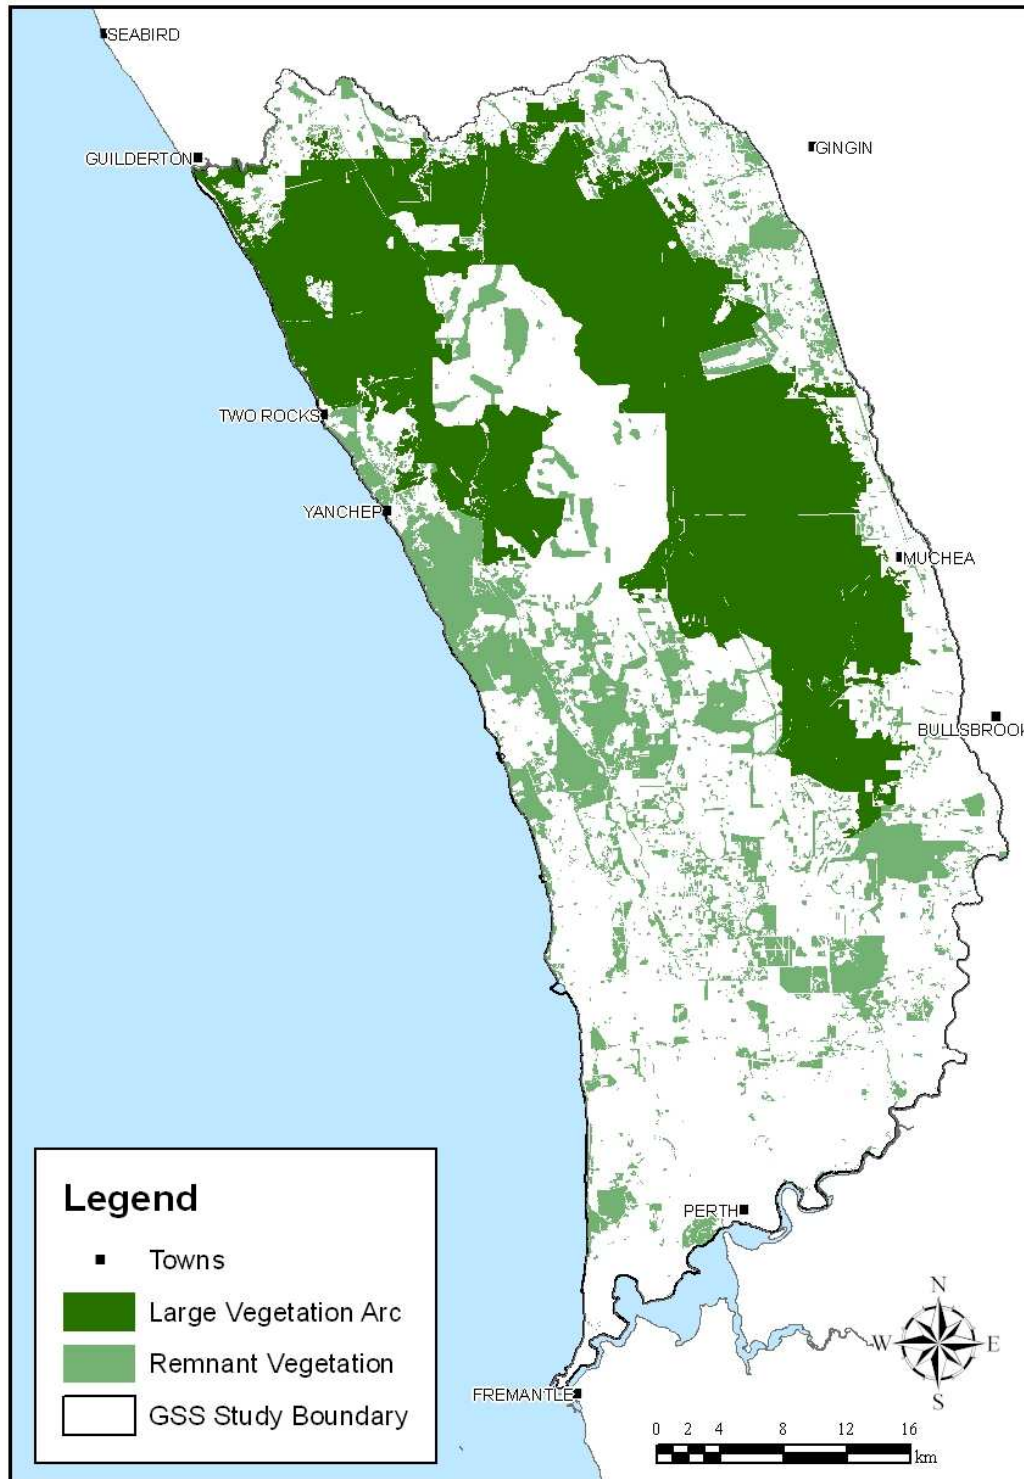 SEABIRD
GUILDERTON
GINGIN
TWO ROCKS
YANCHEP
MUCHEA
BULLSBROOK
PERTH
FREMANTLE
Legend
Towns
Large Vegetation Arc
Remnant Vegetation
GSS Study Boundary
N
W E
S
0 2 4 8 12 16
km